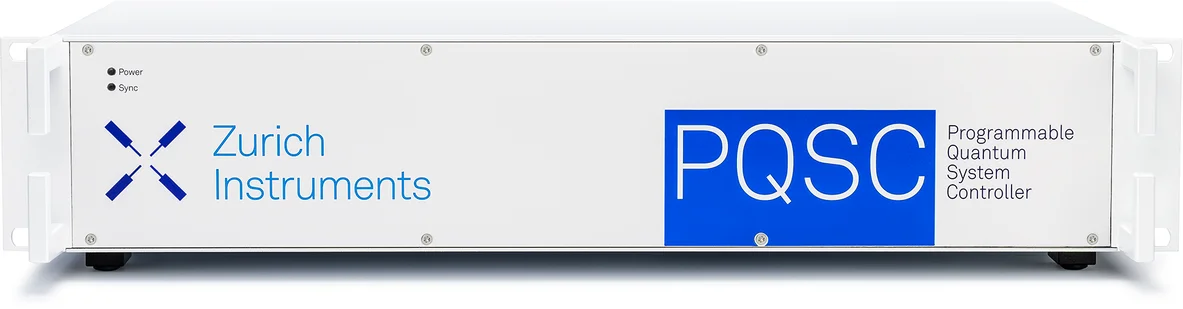 Power
Sync
Zurich
Instruments
PQSC
Programmable
Quantum
System
Controller